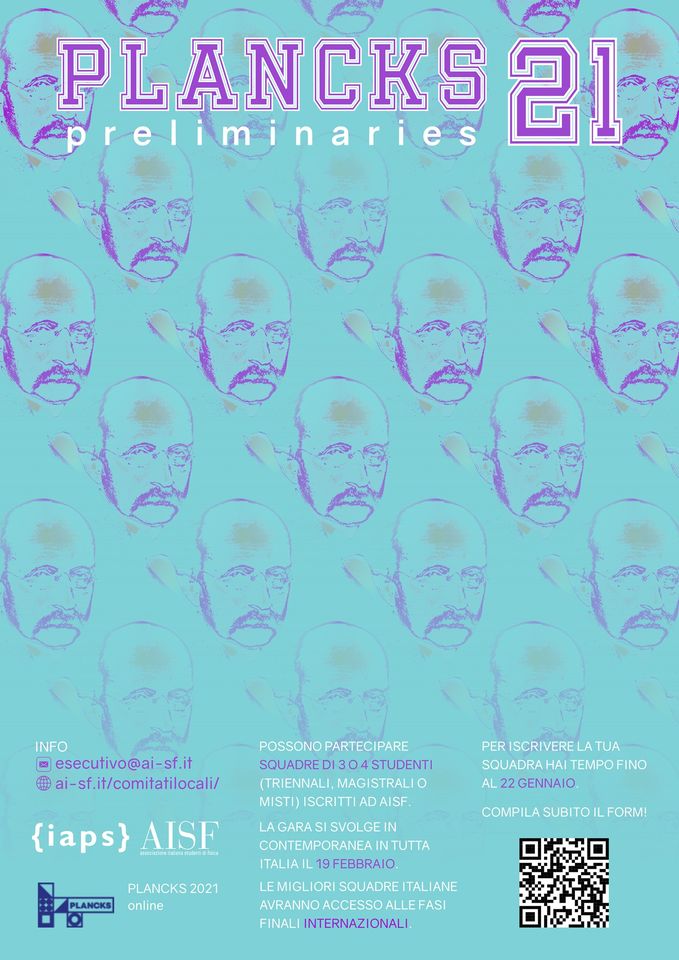 PLANCKS 21
preliminaries
INFO
esecutivo@ai-sf.it
ai-sf.it/comitatilocali/
{iaps} AISF
associazione italiana studenti di fisica
PLANCKS
PLANCKS 2021
online
POSSONO PARTECIPARE
SQUADRE DI 3 O 4 STUDENTI
(TRIENNALI, MAGISTRALI O
MISTI) ISCRITTI AD AISF.
LA GARA SI SVOLGE IN
CONTEMPORANEA IN TUTTA
ITALIA IL 19 FEBBRAIO
LE MIGLIORI SQUADRE ITALIANE
AVRANNO ACCESSO ALLE FASI
FINALI INTERNAZIONALI.
PER ISCRIVERE LA TUA
SQUADRA HAI TEMPO FINO
AL 22 GENNAIO.
COMPILA SUBITO IL FORM!